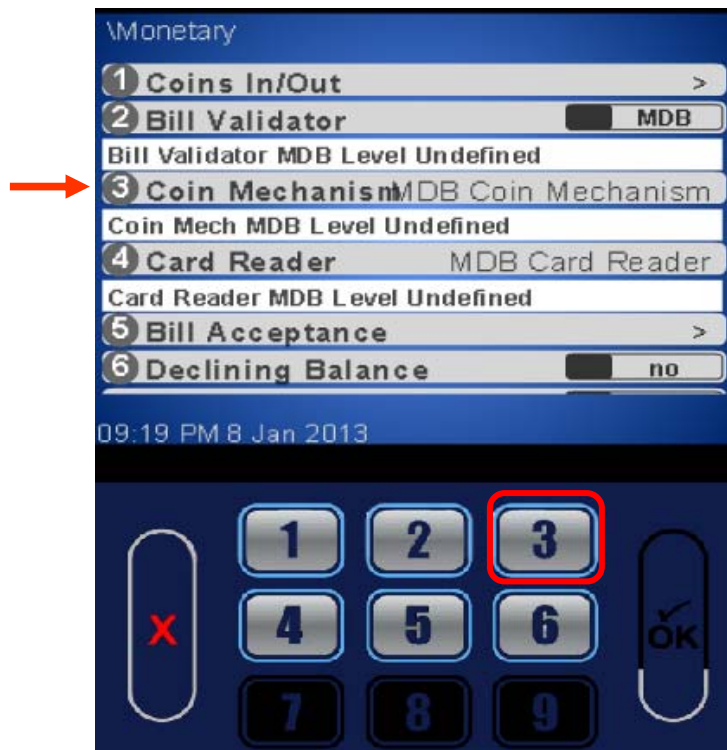 \Monetary
1 Coins In/Out >
2 Bill Validator MDB
Bill Validator MDB Level Undefined
3 Coin Mechanism MDB Coin Mechanism
Coin Mech MDB Level Undefined
4 Card Reader MDB Card Reader
Card Reader MDB Level Undefined
5 Bill Acceptance >
6 Declining Balance no
09:19 PM 8 Jan 2013
1 2 3
X 4 5 6 OK
7 8 9